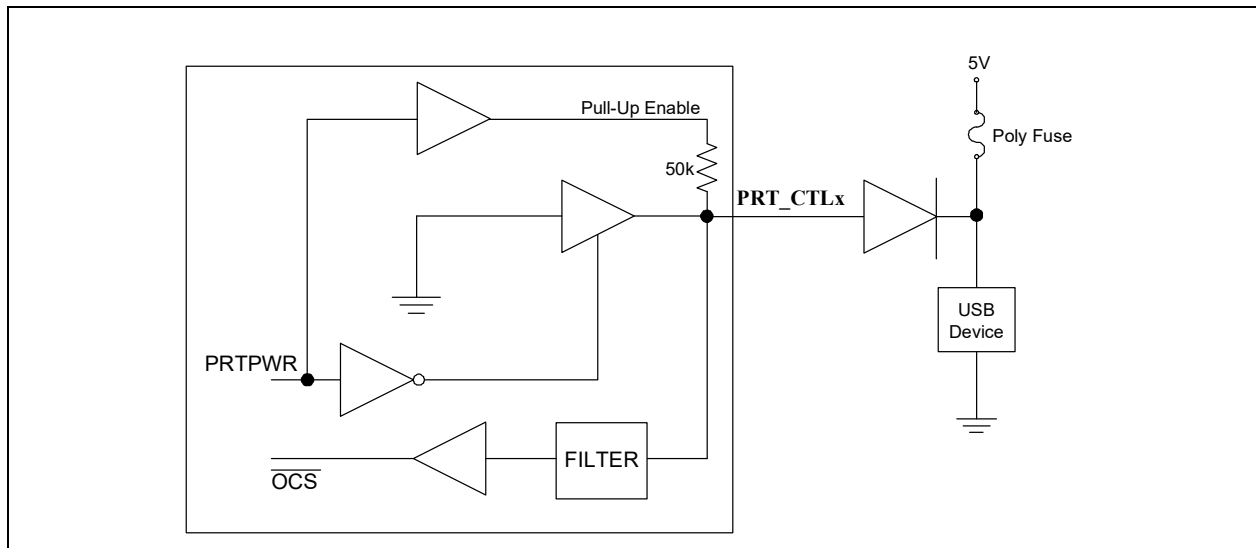 5V
Pull-Up Enable
Poly Fuse
50k
PRT_CTLx
USB
Device
PRTPWR
FILTER
OCS